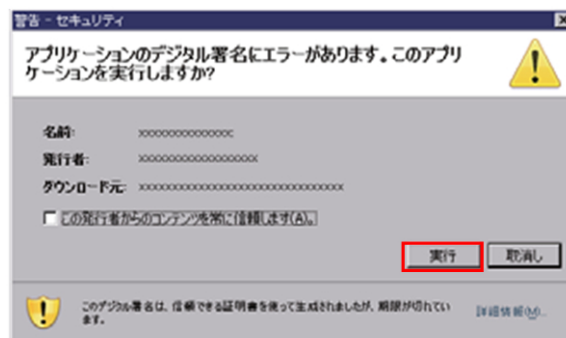 警告 - セキュリティ
アプリケーションのデジタル署名にエラーがあります。このアプリ
ケーションを実行しますか?
名前: xxxxxxxxxxxxxx
発行者: xxxxxxxxxxxxxxxxxx
ダウンロード元: xxxxxxxxxxxxxxxxxxxxxxxxxxxxxxx
この発行者からのコンテンツを常に信頼します(A)。
実行 取消し
このデジタル署名は、信頼できる証明書を使って生成されましたが、期限が切れてい
ます。
詳細情報(M)...